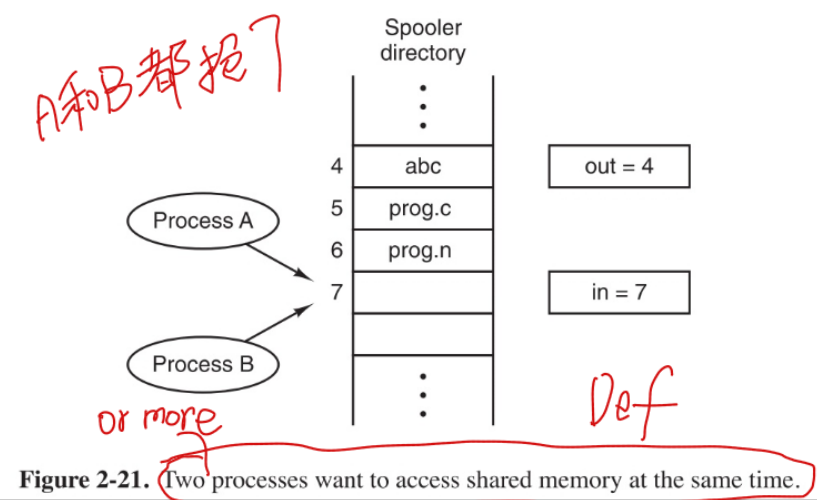 Spooler
directory
A和B都抢7
4 abc
out = 4
5 prog.c
Process A
6 prog.n
7
in = 7
Process B
Def
or more
Figure 2-21. Two processes want to access shared memory at the same time.